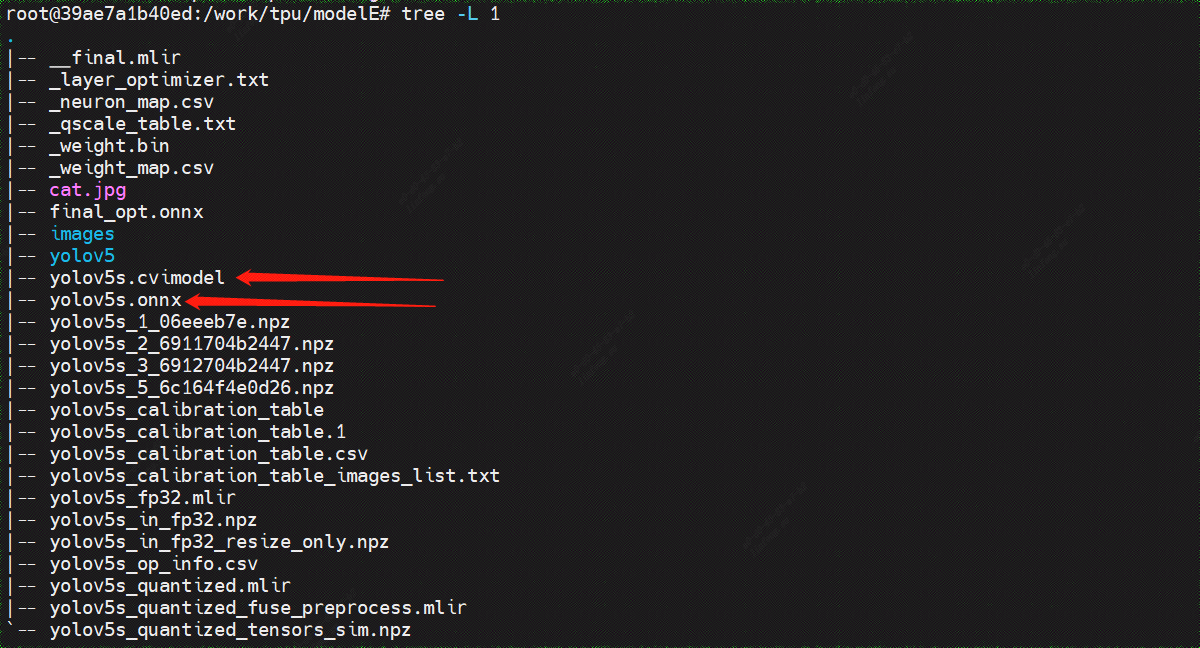 root@39ae7a1b40ed:/work/tpu/modelE# tree -L 1
.
|-- __final.mlir
|-- _layer_optimizer.txt
|-- _neuron_map.csv
|-- _qscale_table.txt
|-- _weight.bin
|-- _weight_map.csv
|-- cat.jpg
|-- final_opt.onnx
|-- images
|-- yolov5
|-- yolov5s.cvimodel
|-- yolov5s.onnx
|-- yolov5s_1_06eeeb7e.npz
|-- yolov5s_2_6911704b2447.npz
|-- yolov5s_3_6912704b2447.npz
|-- yolov5s_5_6c164f4e0d26.npz
|-- yolov5s_calibration_table
|-- yolov5s_calibration_table.1
|-- yolov5s_calibration_table.csv
|-- yolov5s_calibration_table_images_list.txt
|-- yolov5s_fp32.mlir
|-- yolov5s_in_fp32.npz
|-- yolov5s_in_fp32_resize_only.npz
|-- yolov5s_op_info.csv
|-- yolov5s_quantized.mlir
|-- yolov5s_quantized_fuse_preprocess.mlir
`-- yolov5s_quantized_tensors_sim.npz